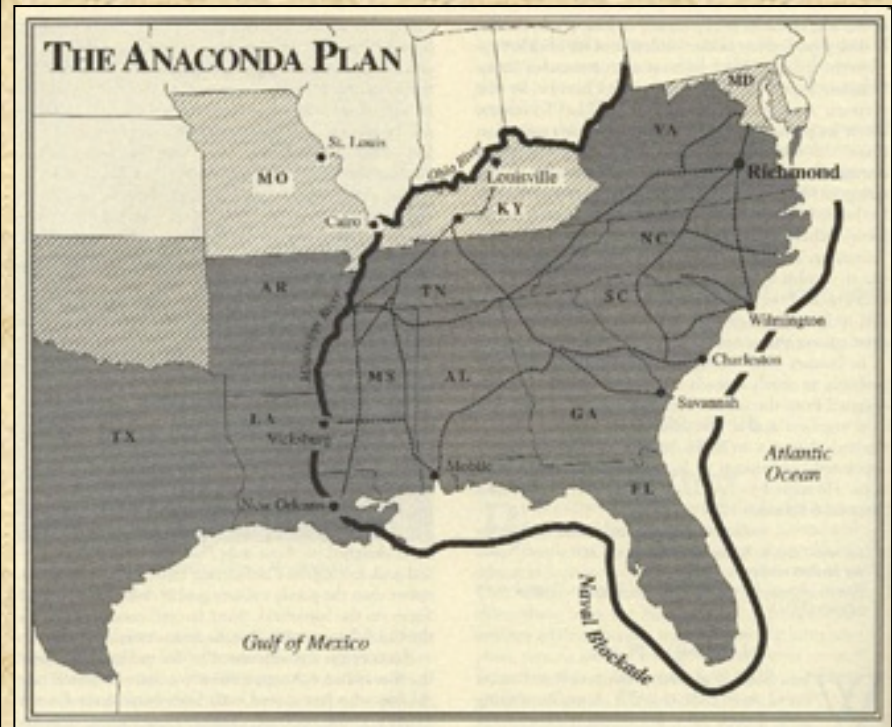 THE ANACONDA PLAN
MD
VA
St. Louis
MO
Ohio River
Louisville
Richmond
KY
Cairo
NC
AR
TN
SC
Mississippi River
Wilmington
MS
AL
Charleston
GA
Savannah
LA
Vicksburg
TX
Mobile
Atlantic
Ocean
FL
New Orleans
Naval Blockade
Gulf of Mexico